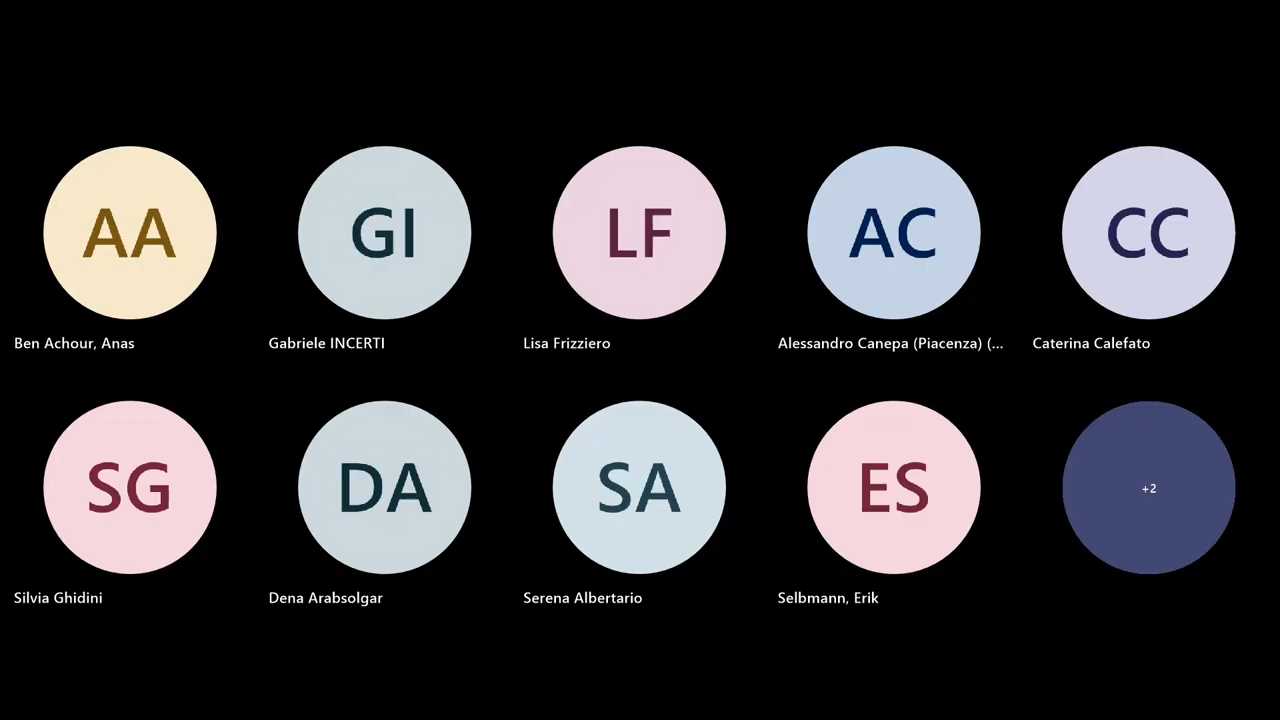 AA
GI
LF
AC
CC
Ben Achour, Anas
Gabriele INCERTI
Lisa Frizziero
Alessandro Canepa (Piacenza) (...
Caterina Calefato
SG
DA
SA
ES
+2
Silvia Ghidini
Dena Arabsolgar
Serena Albertario
Selbmann, Erik